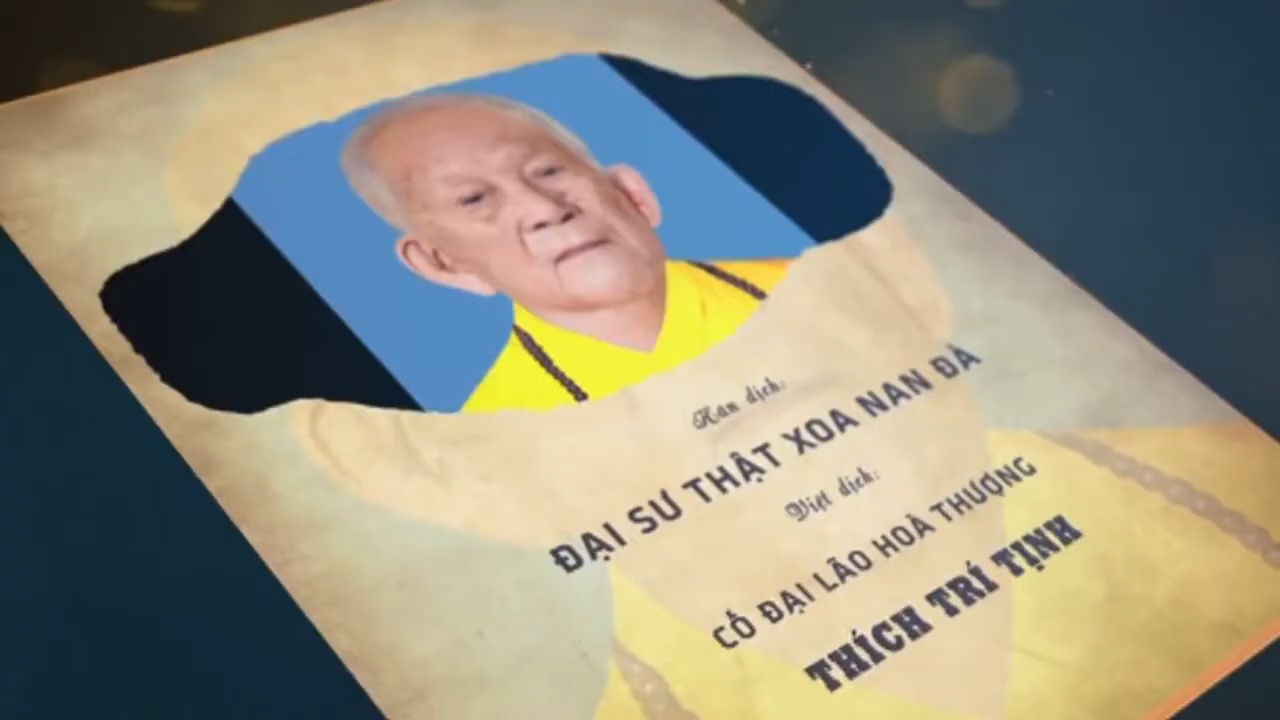 Hán dịch:
ĐẠI SƯ THẬT XOA NAN ĐÀ
Việt dịch:
CỐ ĐẠI LÃO HOÀ THƯỢNG
THÍCH TRÍ TỊNH